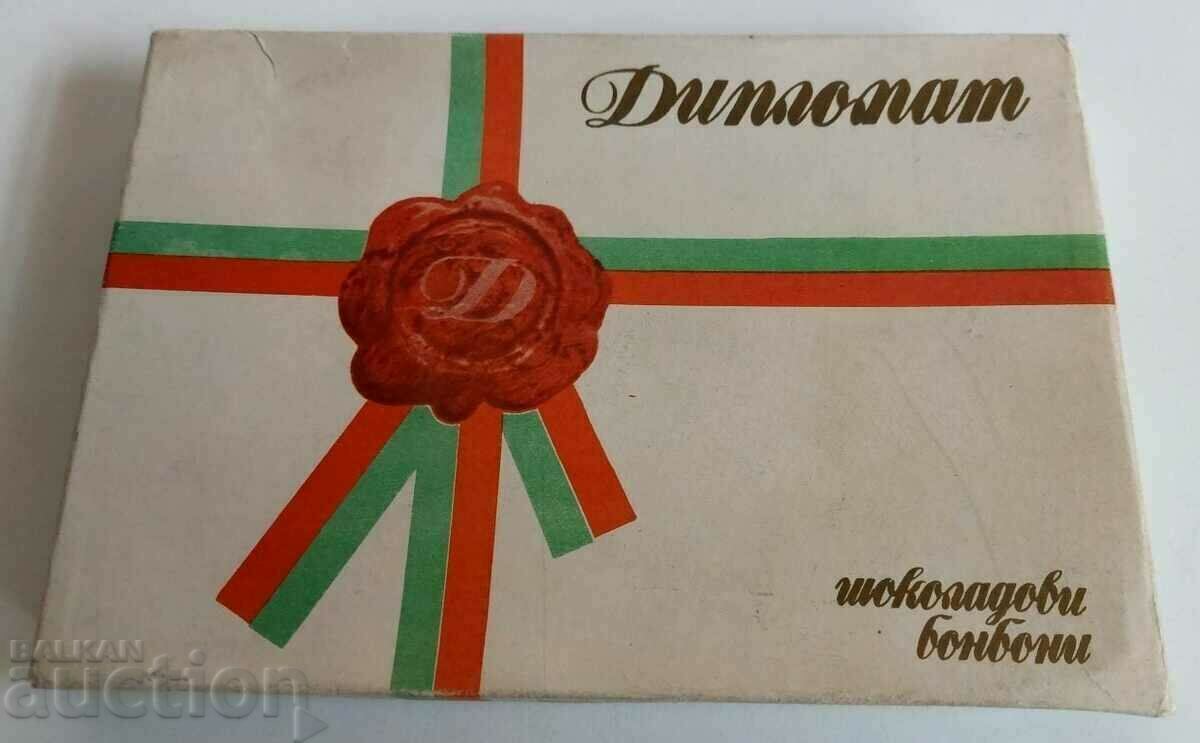 Дипломат
Д
шоколадови
бонбони
BALKAN
auction